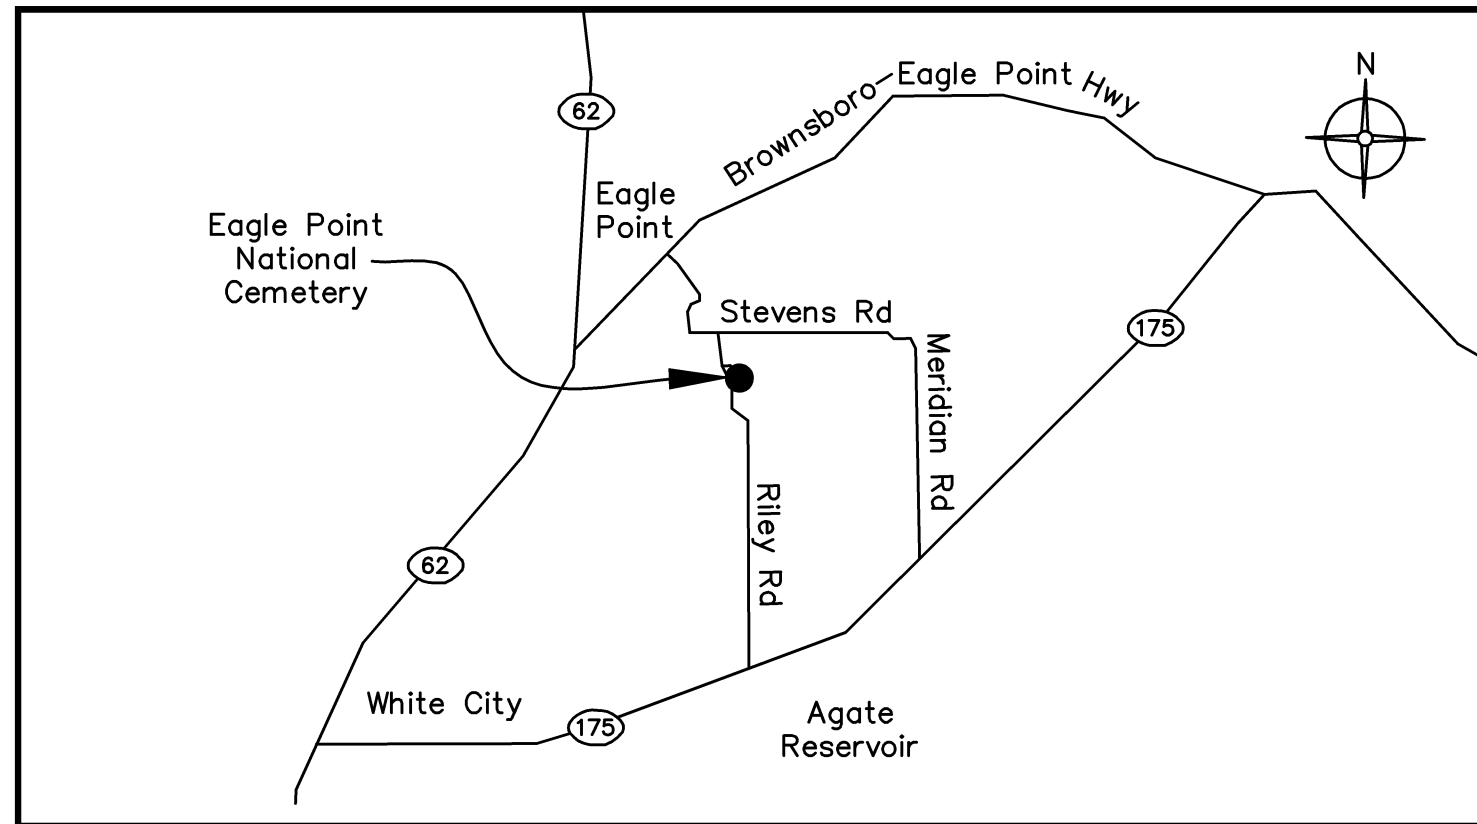 N
Brownsboro-Eagle Point Hwy
62
Eagle
Point
Eagle Point
National
Cemetery
Stevens Rd
175
Meridian Rd
Riley Rd
62
White City
175
Agate
Reservoir